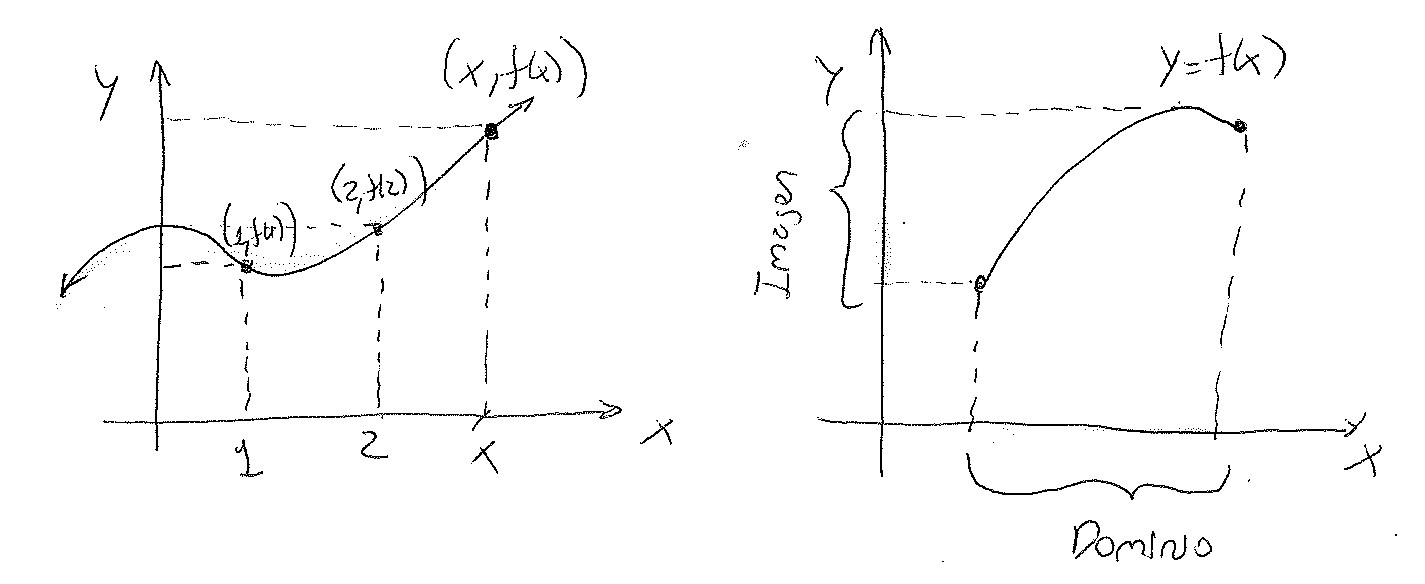 y
(x, f(x))
(2, f(2))
(1, f(1))
1
2
x
x
y
y=f(x)
Imagen
x
Dominio